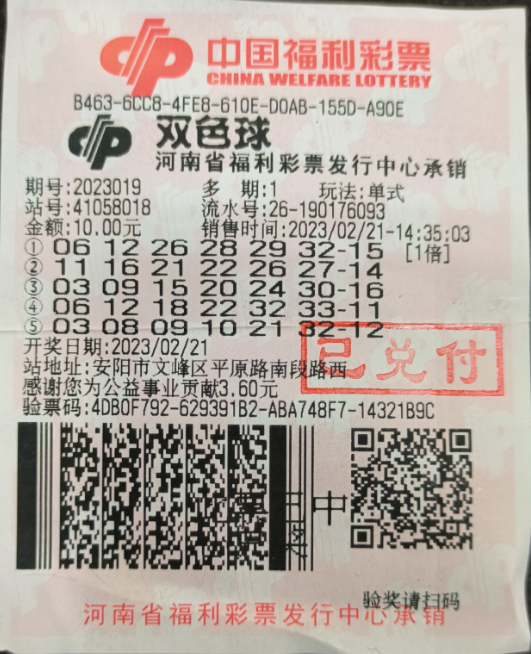 中国福利彩票
CHINA WELFARE LOTTERY
B463-6CC8-4FE8-610E-D0AB-155D-A90E
双色球
河南省福利彩票发行中心承销
期号:2023019 多 期:1 玩法:单式
站号:41058018 流水号:26-190176093
金额:10.00元 销售时间:2023/02/21-14:35:03
① 06 12 26 28 29 32-15 [1倍]
② 11 16 21 22 26 27-14
③ 03 09 15 20 24 30-16
④ 06 12 18 22 32 33-11
⑤ 03 08 09 10 21 32-12
开奖日期:2023/02/21
已兑付
站地址:安阳市文峰区平原路南段路西
感谢您为公益事业贡献3.60元
验票码:4DB0F792-629391B2-ABA748F7-14321B9C
中
验奖请扫码
河南省福利彩票发行中心承销